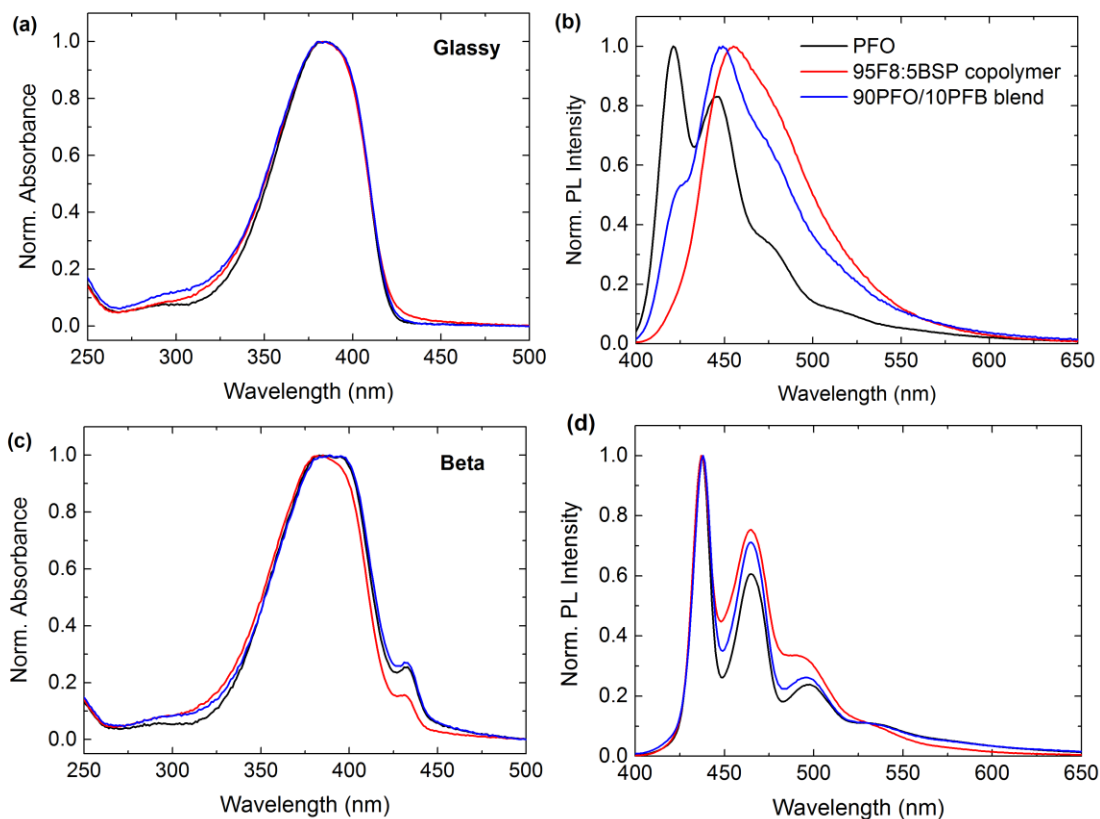 (a)
Glassy
Norm. Absorbance
1.0
0.8
0.6
0.4
0.2
0.0
250 300 350 400 450 500
Wavelength (nm)
(b)
PFO
95F8:5BSP copolymer
90PFO/10PFB blend
Norm. PL Intensity
1.0
0.8
0.6
0.4
0.2
0.0
400 450 500 550 600 650
Wavelength (nm)
(c)
Beta
Norm. Absorbance
1.0
0.8
0.6
0.4
0.2
0.0
250 300 350 400 450 500
Wavelength (nm)
(d)
Norm. PL Intensity
1.0
0.8
0.6
0.4
0.2
0.0
400 450 500 550 600 650
Wavelength (nm)